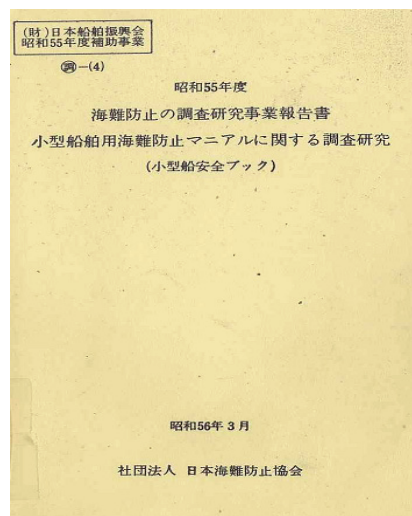 (財)日本船舶振興会
昭和55年度補助事業
調-(4)
昭和55年度
海難防止の調査研究事業報告書
小型船舶用海難防止マニアルに関する調査研究
(小型船安全ブック)
昭和56年3月
社団法人 日本海難防止協会